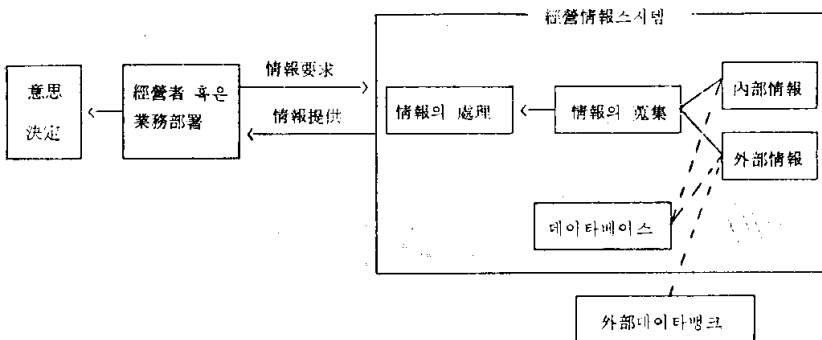 經營情報스시템
情報要求
意思
決定
經營者 혹은
業務部署
情報提供
情報의 處理
情報의 蒐集
內部情報
外部情報
데이타베이스
外部데이타뱅크